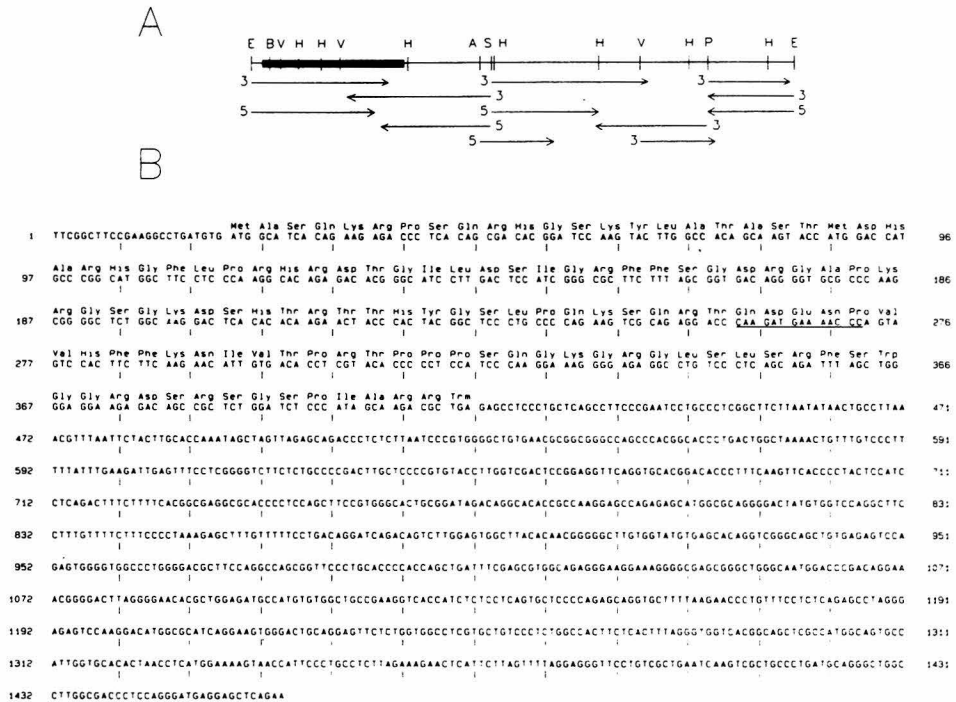 A
E B V H H V H A S H H V H P H E
3 3 3
3 3
5 5 5
5 3
5 3
B
Met Ala Ser Gln Lys Arg Pro Ser Gln Arg His Gly Ser Lys Tyr Leu Ala Thr Ala Ser Thr Met Asp His
1 TTCGGCTTCCGAAGGCCTGATGTG ATG GCA TCA CAG AAG AGA CCC TCA CAG CGA CAC GGA TCC AAG TAC TTG GCC ACA GCA AGT ACC ATG GAC CAT 96
Ala Arg His Gly Phe Leu Pro Arg His Arg Asp Thr Gly Ile Leu Asp Ser Ile Gly Arg Phe Phe Ser Gly Asp Arg Gly Ala Pro Lys
97 GCC CGG CAT GGC TTC CTC CCA AGG CAC AGA GAC ACG GGC ATC CTT GAC TCC ATC GGG CGC TTC TTT AGC GGT GAC AGG GGT GCG CCC AAG 186
Arg Gly Ser Gly Lys Asp Ser His Thr Arg Thr Thr His Tyr Gly Ser Leu Pro Gln Lys Ser Gln Arg Thr Gln Asp Glu Asn Pro Val
187 CGG GGC TCT GGC AAG GAC TCA CAC ACA AGA ACT ACC CAC TAC GGC TCC CTG CCC CAG AAG TCG CAG AGG ACC CAA GAT GAA AAC CCA GTA 276
Val His Phe Phe Lys Asn Ile Val Thr Pro Arg Thr Pro Pro Pro Ser Gln Gly Lys Gly Arg Gly Leu Ser Leu Ser Arg Phe Ser Trp
277 GTC CAC TTC TTC AAG AAC ATT GTG ACA CCT CGT ACA CCC CCT CCA TCC CAA GGA AAG GGG AGA GGC CTG TCC CTC AGC AGA TTT AGC TGG 366
Gly Gly Arg Asp Ser Arg Ser Gly Ser Pro Ile Ala Arg Arg Trm
367 GGA GGA AGA GAC AGC CGC TCT GGA TCT CCC ATA GCA AGA CGC TGA GAGCCTCCCTGCTCAGCCTTCCCGAATCCTGCCCTCGGCTTCTTAATATAACTGCCTTAA 471
472 ACGTTTAATTCTACTTGCACCAAATAGCTAGTTAGAGCAGACCCTCTCTTAATCCCGTGGGGCTGTGAACGCGGCGGGCCAGCCCACGGCACCCTGACTGGCTAAAACTGTTTGTCCCTT 591
592 TTTATTTGAAGATTGAGTTTCCTCGGGGTCTTCTCTGCCCCGACTTGCTCCCCGTGTACCTTGGTCGACTCCGGAGGTTCAGGTGCACGGACACCCTTTCAAGTTCACCCCTACTCCATC 711
712 CTCAGACTTTCTTTTCACGGCGAGGCGCACCCCTCCAGCTTCCGTGGGCACTGCGGATAGACAGGCACACCGCCAAGGAGCCAGAGAGCATGGCGCAGGGGACTATGTGGTCCAGGCTTC 831
832 CTTTGTTTTCTTTCCCCTAAAGAGCTTTGTTTTTCCTGACAGGATCAGACAGTCTTGGAGTGGCTTACACAACGGGGGCTTGTGGTATGTGAGCACAGGTCGGGCAGCTGTGAGAGTCCA 951
952 GAGTGGGGTGGCCCTGGGGACGCTTCCAGGCCAGCGGTTCCCTGCACCCCACCAGCTGATTTCGAGCGTGGCAGAGGGAAGGAAAGGGGCGAGCGGGCTGGGCAATGGACCCGACAGGAA 1071
1072 ACGGGGACTTAGGGGAACACGCTGGAGATGCCATGTGTGGCTGCCGAAGGTCACCATCTCTCCTCAGTGCTCCCCAGAGCAGGTGCTTTTAAGAACCCTGTTTCCTCTCAGAGCCTAGGG 1191
1192 AGAGTCCAAGGACATGGCGCATCAGGAAGTGGGACTGCAGGAGTTCTCTGGTGGCCTCGTGCTGTCCCTCTGGCCACTTCTCACTTTAGGGTGGTCACGGCAGCTCGCCATGGCAGTGCC 1311
1312 ATTGGTGCACACTAACCTCATGGAAAAGTAACCATTCCCTGCCTCTTAGAAAGAACTCATTCTTAGTTTTAGGAGGGTTCCTGTCGCTGAATCAAGTCGCTGCCCTGATGCAGGGCTGGC 1431
1432 CTTGGCGACCCTCCAGGGATGAGGAGCTCAGAA